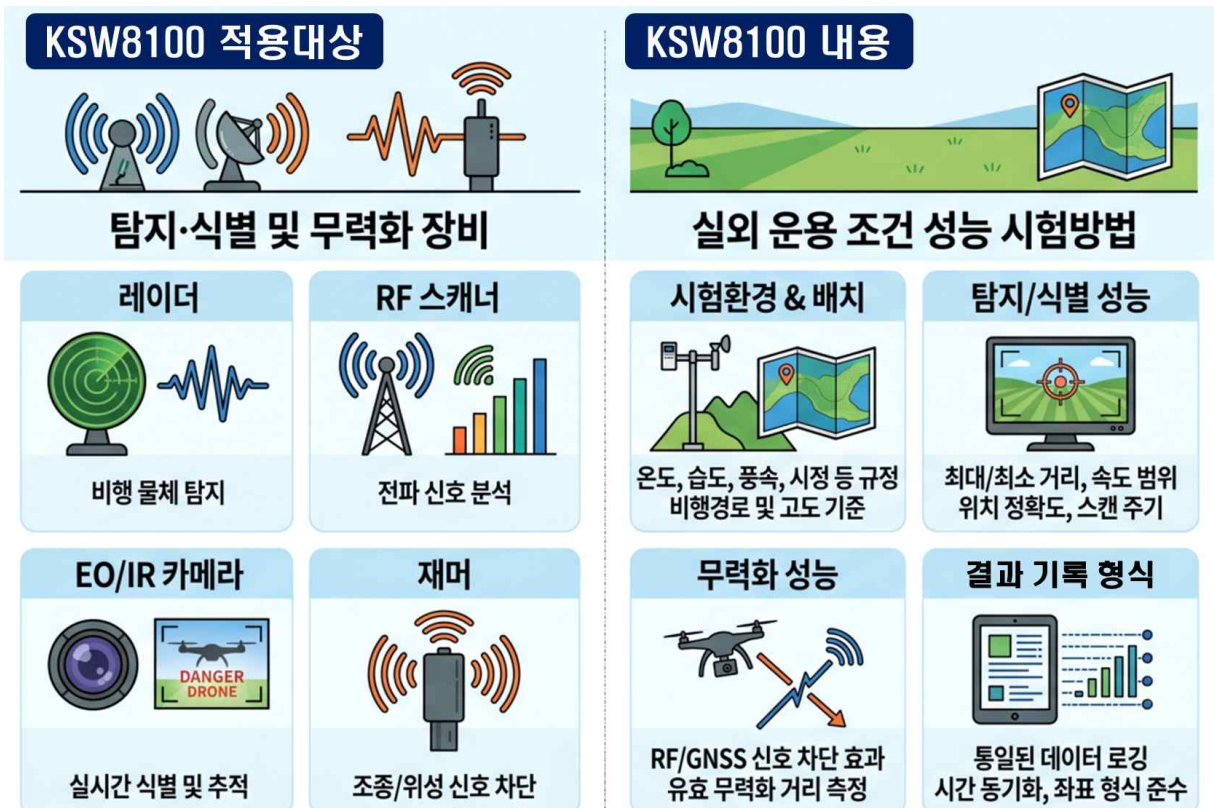 KSW8100 적용대상
탐지·식별 및 무력화 장비
레이더
비행 물체 탐지
RF 스캐너
전파 신호 분석
EO/IR 카메라
DANGER
DRONE
실시간 식별 및 추적
재머
조종/위성 신호 차단
KSW8100 내용
실외 운용 조건 성능 시험방법
시험환경 & 배치
온도, 습도, 풍속, 시정 등 규정
비행경로 및 고도 기준
탐지/식별 성능
최대/최소 거리, 속도 범위
위치 정확도, 스캔 주기
무력화 성능
RF/GNSS 신호 차단 효과
유효 무력화 거리 측정
결과 기록 형식
통일된 데이터 로깅
시간 동기화, 좌표 형식 준수